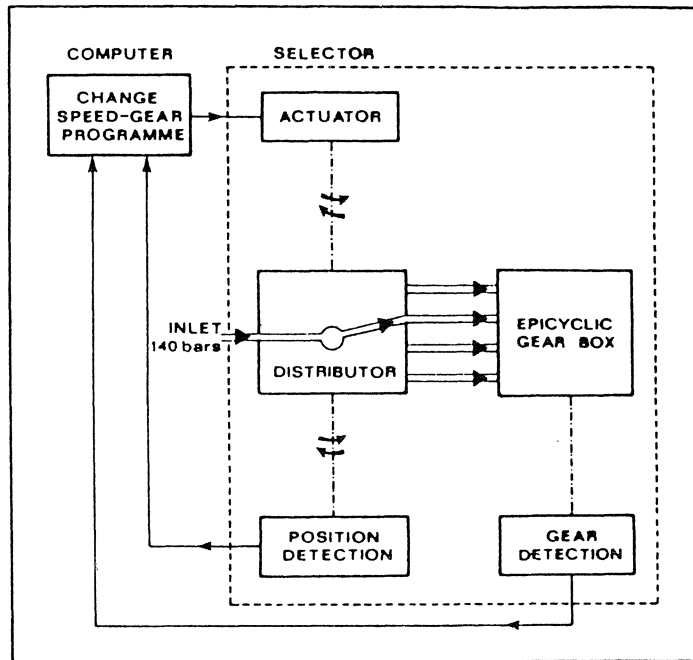 COMPUTER
SELECTOR
CHANGE
SPEED-GEAR
PROGRAMME
ACTUATOR
INLET
140 bars
DISTRIBUTOR
EPICYCLIC
GEAR BOX
POSITION
DETECTION
GEAR
DETECTION